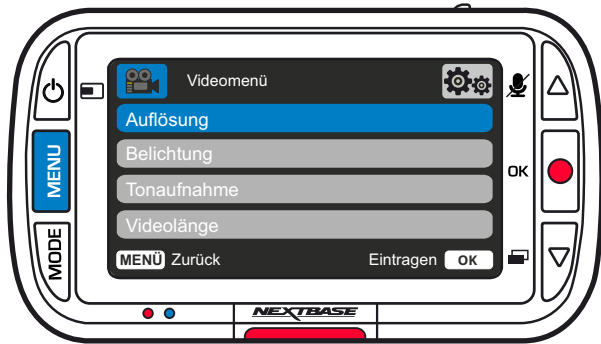 Videomenü
Auflösung
Belichtung
Tonaufnahme
Videolänge
MENÜ Zurück Eintragen OK
MENU
MODE
OK
NEXTBASE